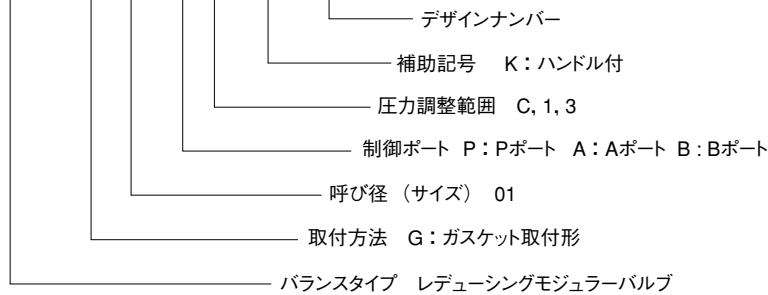 デザインナンバー
補助記号　K：ハンドル付
圧力調整範囲　C, 1, 3
制御ポート　P：Pポート　A：Aポート　B : Bポート
呼び径 （サイズ） 01
取付方法　G：ガスケット取付形
バランスタイプ　レデューシングモジュラーバルブ